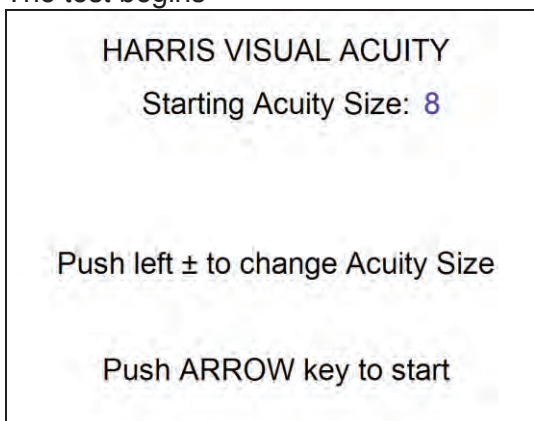 The test begins
HARRIS VISUAL ACUITY
Starting Acuity Size: 8
Push left ± to change Acuity Size
Push ARROW key to start